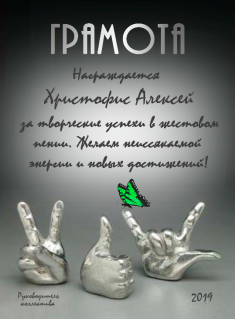 ГРАМОТА
Награждается
Христофис Алексей
за творческие успехи в жестовом
пении. Желаем неиссякаемой
энергии и новых достижений!
Руководитель
коллектива
2019